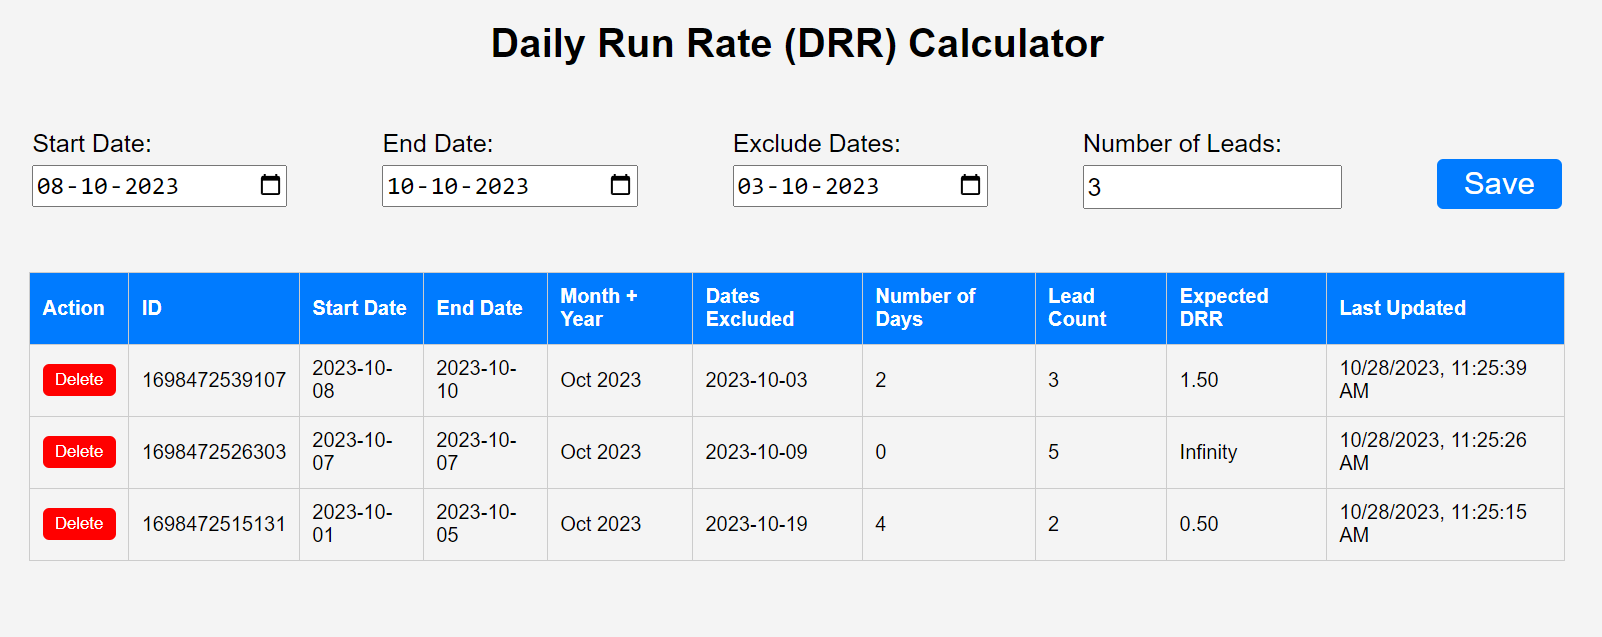 Daily Run Rate (DRR) Calculator
Start Date: End Date: Exclude Dates: Number of Leads:
08-10-2023 10-10-2023 03-10-2023 3 Save
Action ID Start Date End Date Month + Year Dates Excluded Number of Days Lead Count Expected DRR Last Updated
Delete 1698472539107 2023-10-08 2023-10-10 Oct 2023 2023-10-03 2 3 1.50 10/28/2023, 11:25:39 AM
Delete 1698472526303 2023-10-07 2023-10-07 Oct 2023 2023-10-09 0 5 Infinity 10/28/2023, 11:25:26 AM
Delete 1698472515131 2023-10-01 2023-10-05 Oct 2023 2023-10-19 4 2 0.50 10/28/2023, 11:25:15 AM